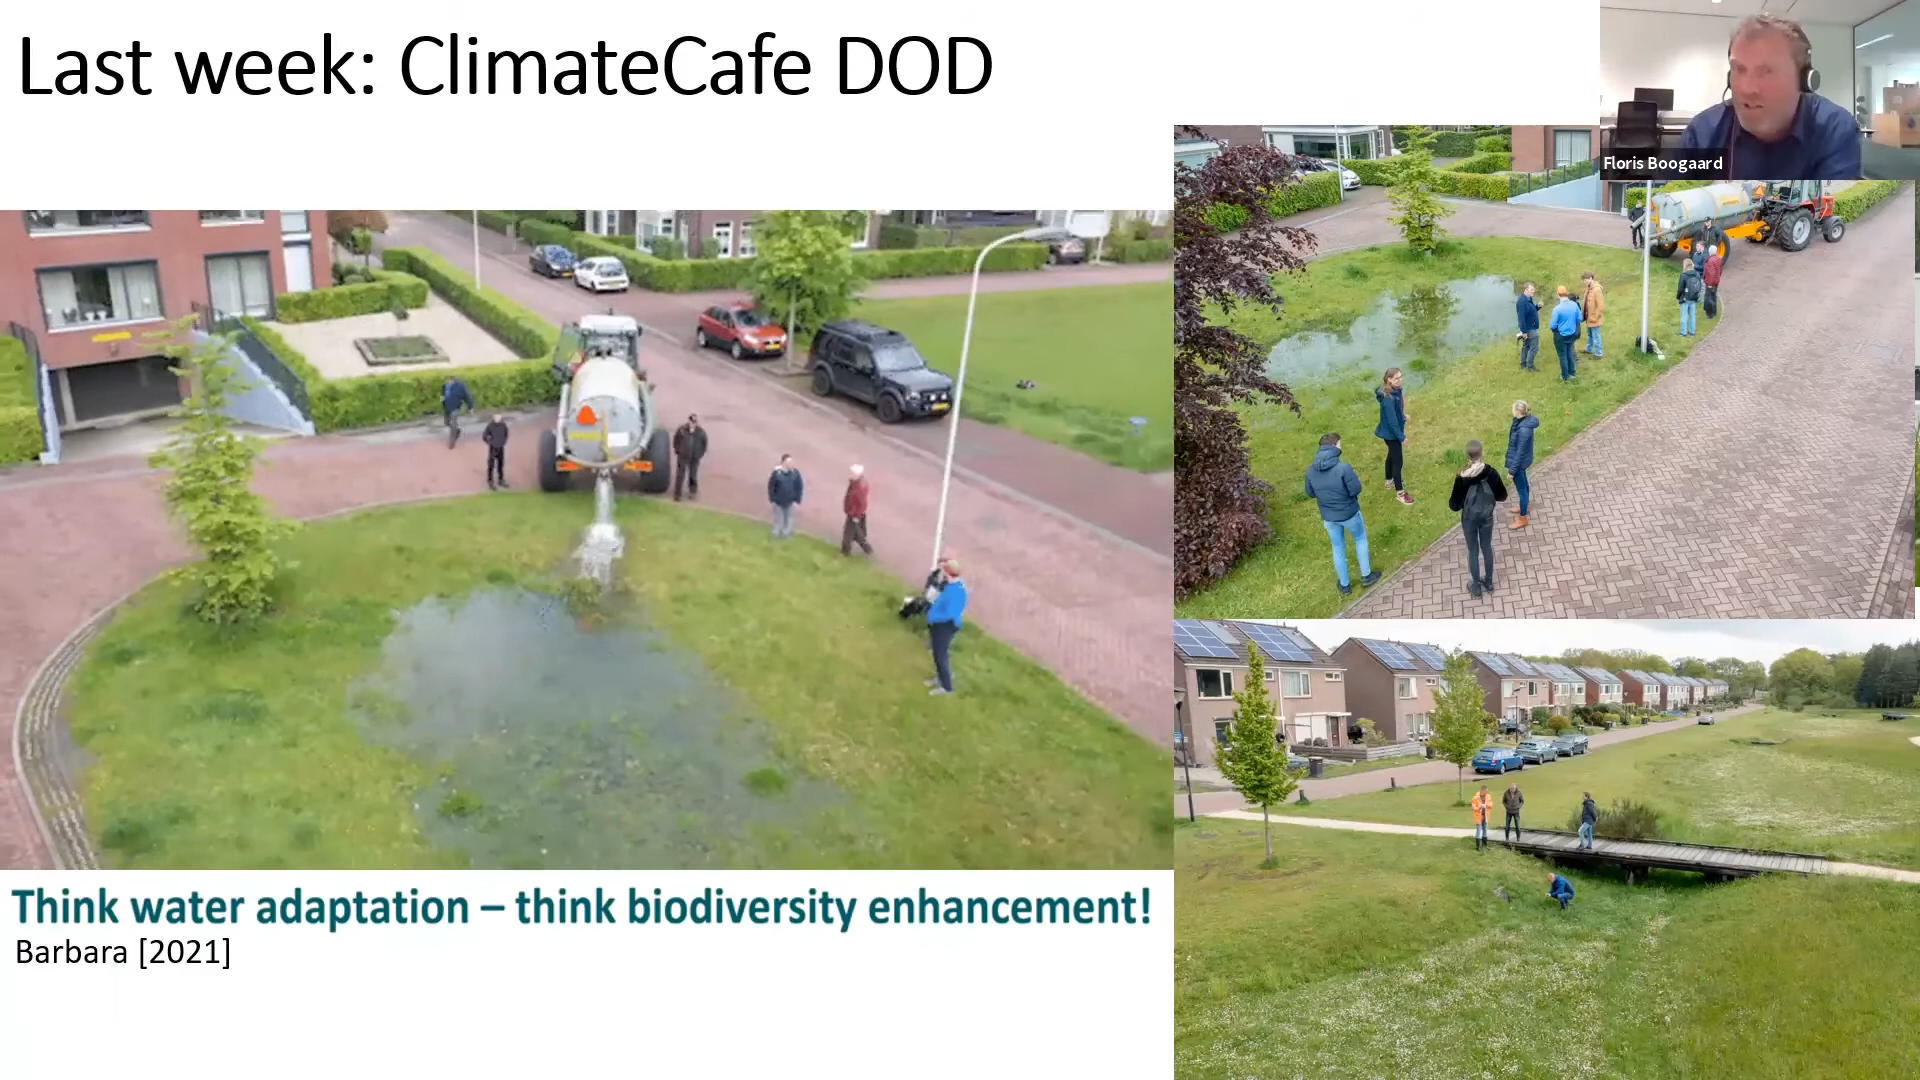 Last week: ClimateCafe DOD
Floris Boogaard
Think water adaptation – think biodiversity enhancement!
Barbara [2021]